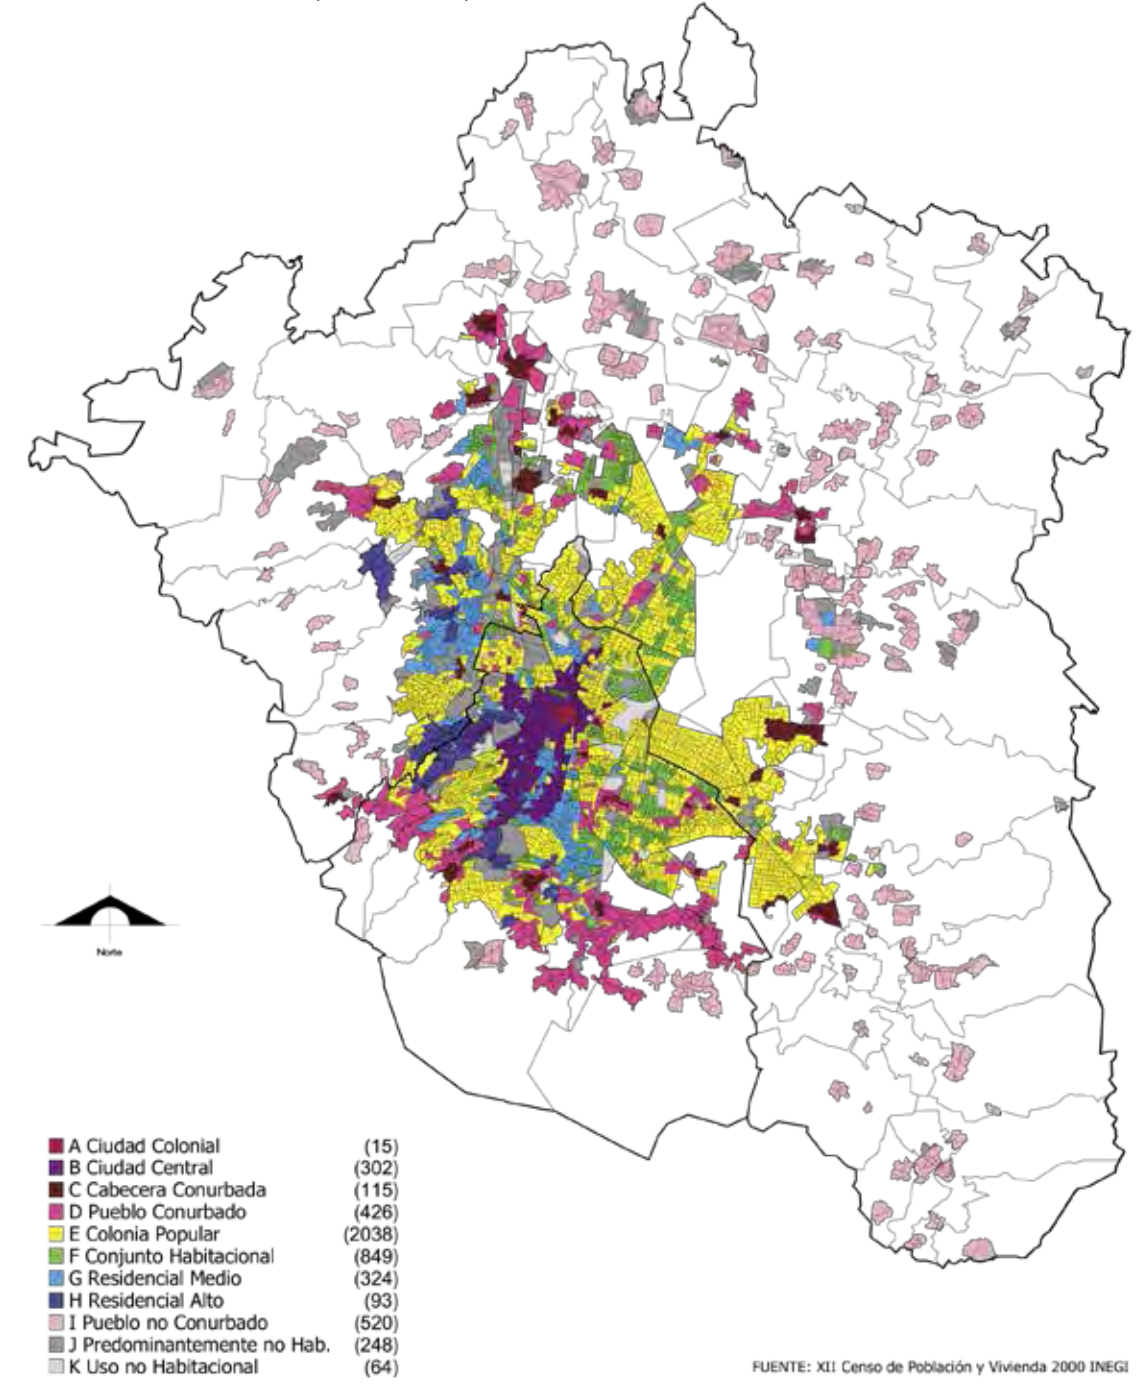 Norte
A Ciudad Colonial (15)
B Ciudad Central (302)
C Cabecera Conurbada (115)
D Pueblo Conurbado (426)
E Colonia Popular (2038)
F Conjunto Habitacional (849)
G Residencial Medio (324)
H Residencial Alto (93)
I Pueblo no Conurbado (520)
J Predominantemente no Hab. (248)
K Uso no Habitacional (64)
FUENTE: XII Censo de Población y Vivienda 2000 INEGI